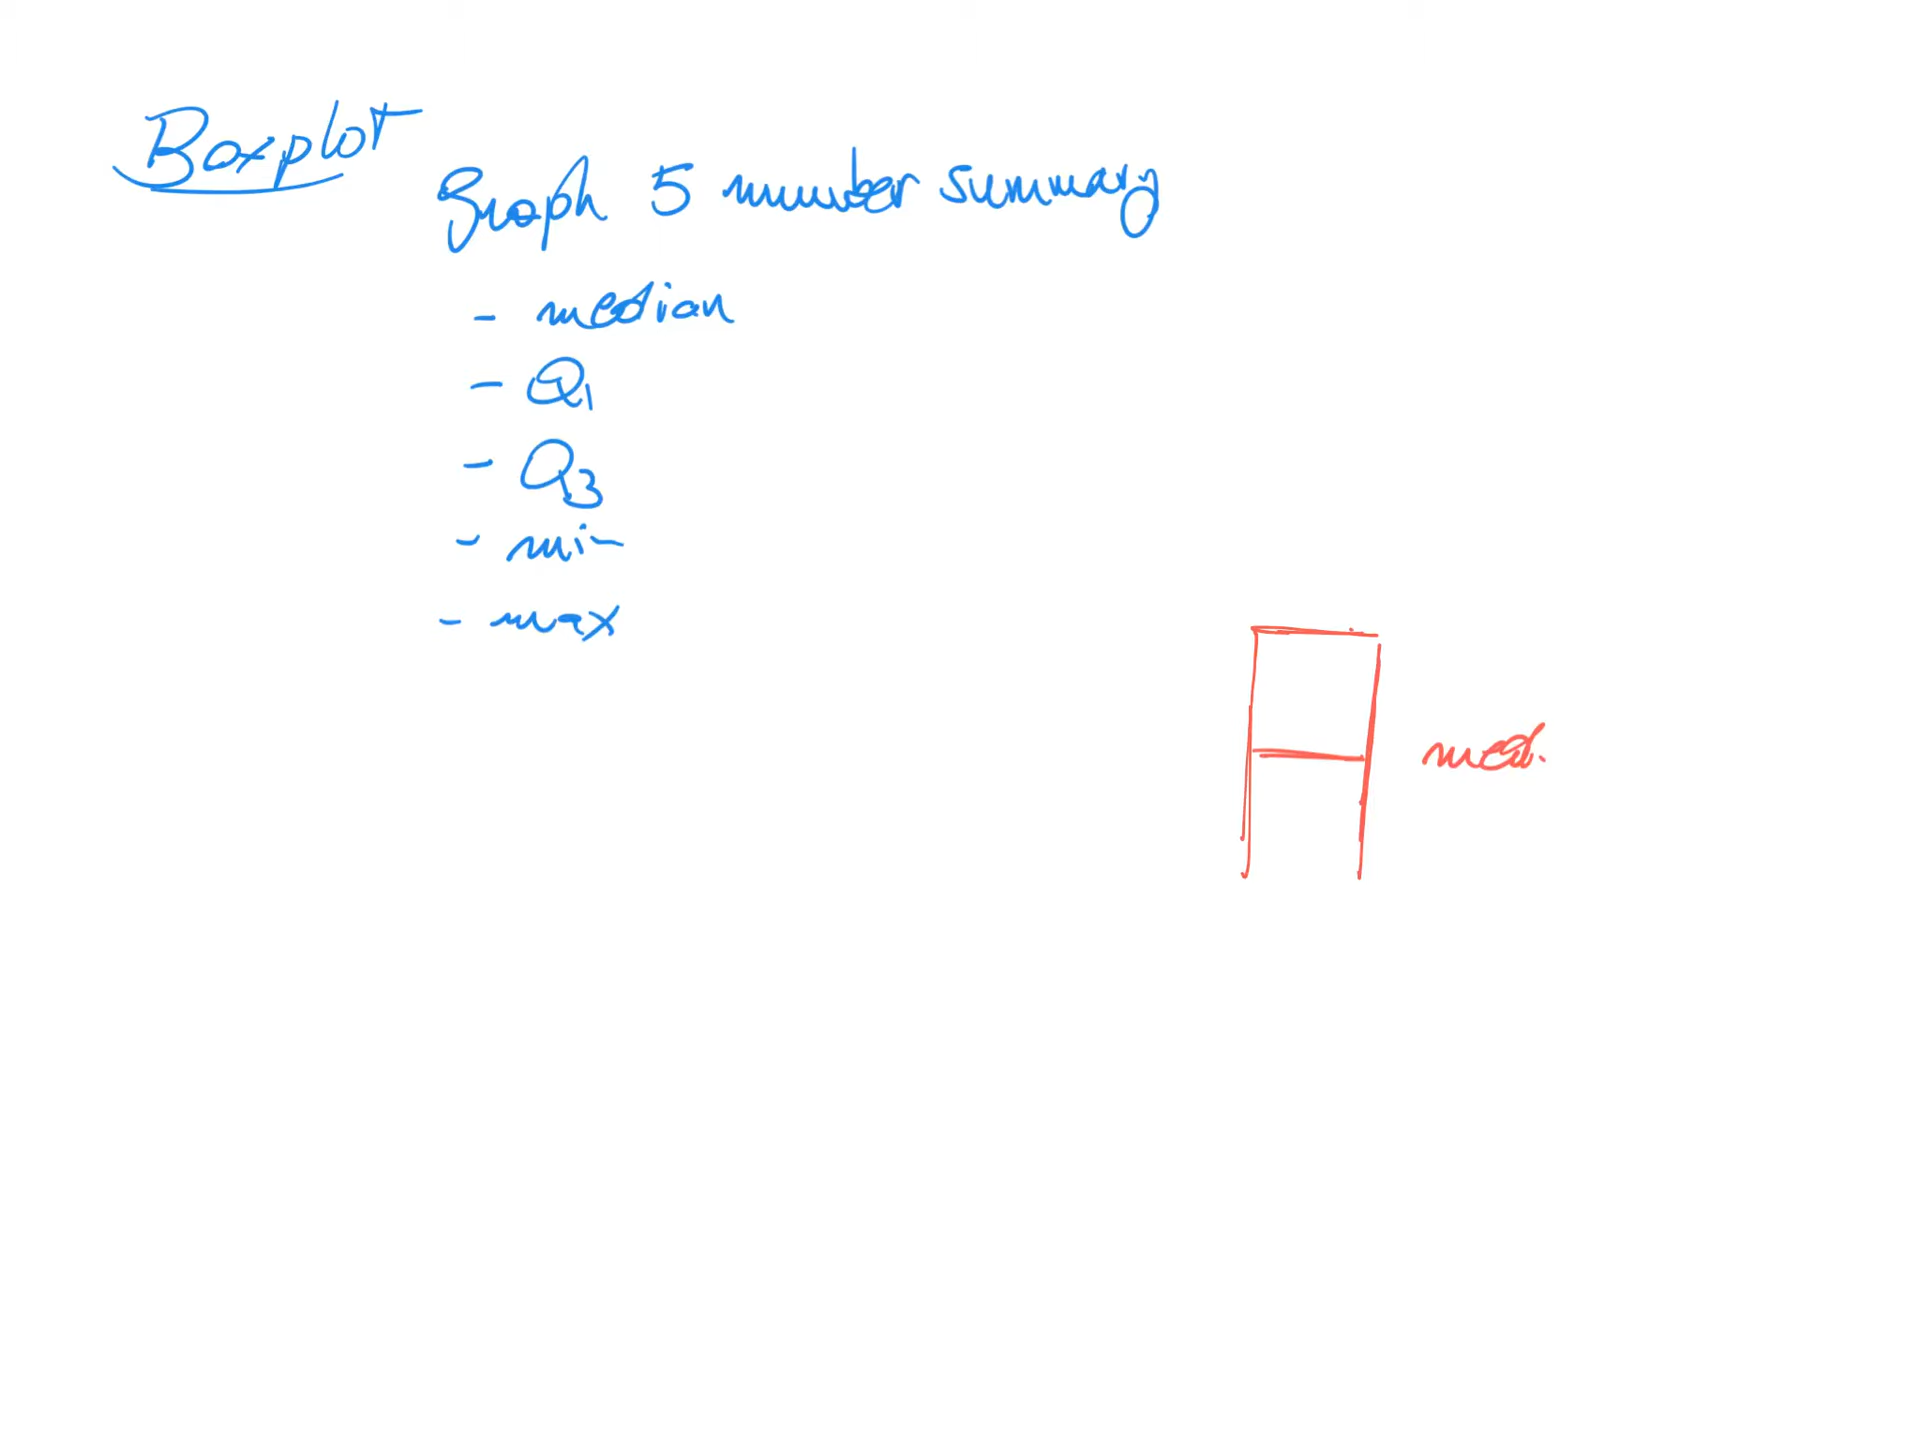 Boxplot
Graph 5 number summary
- median
- Q1
- Q3
- min
- max
med.